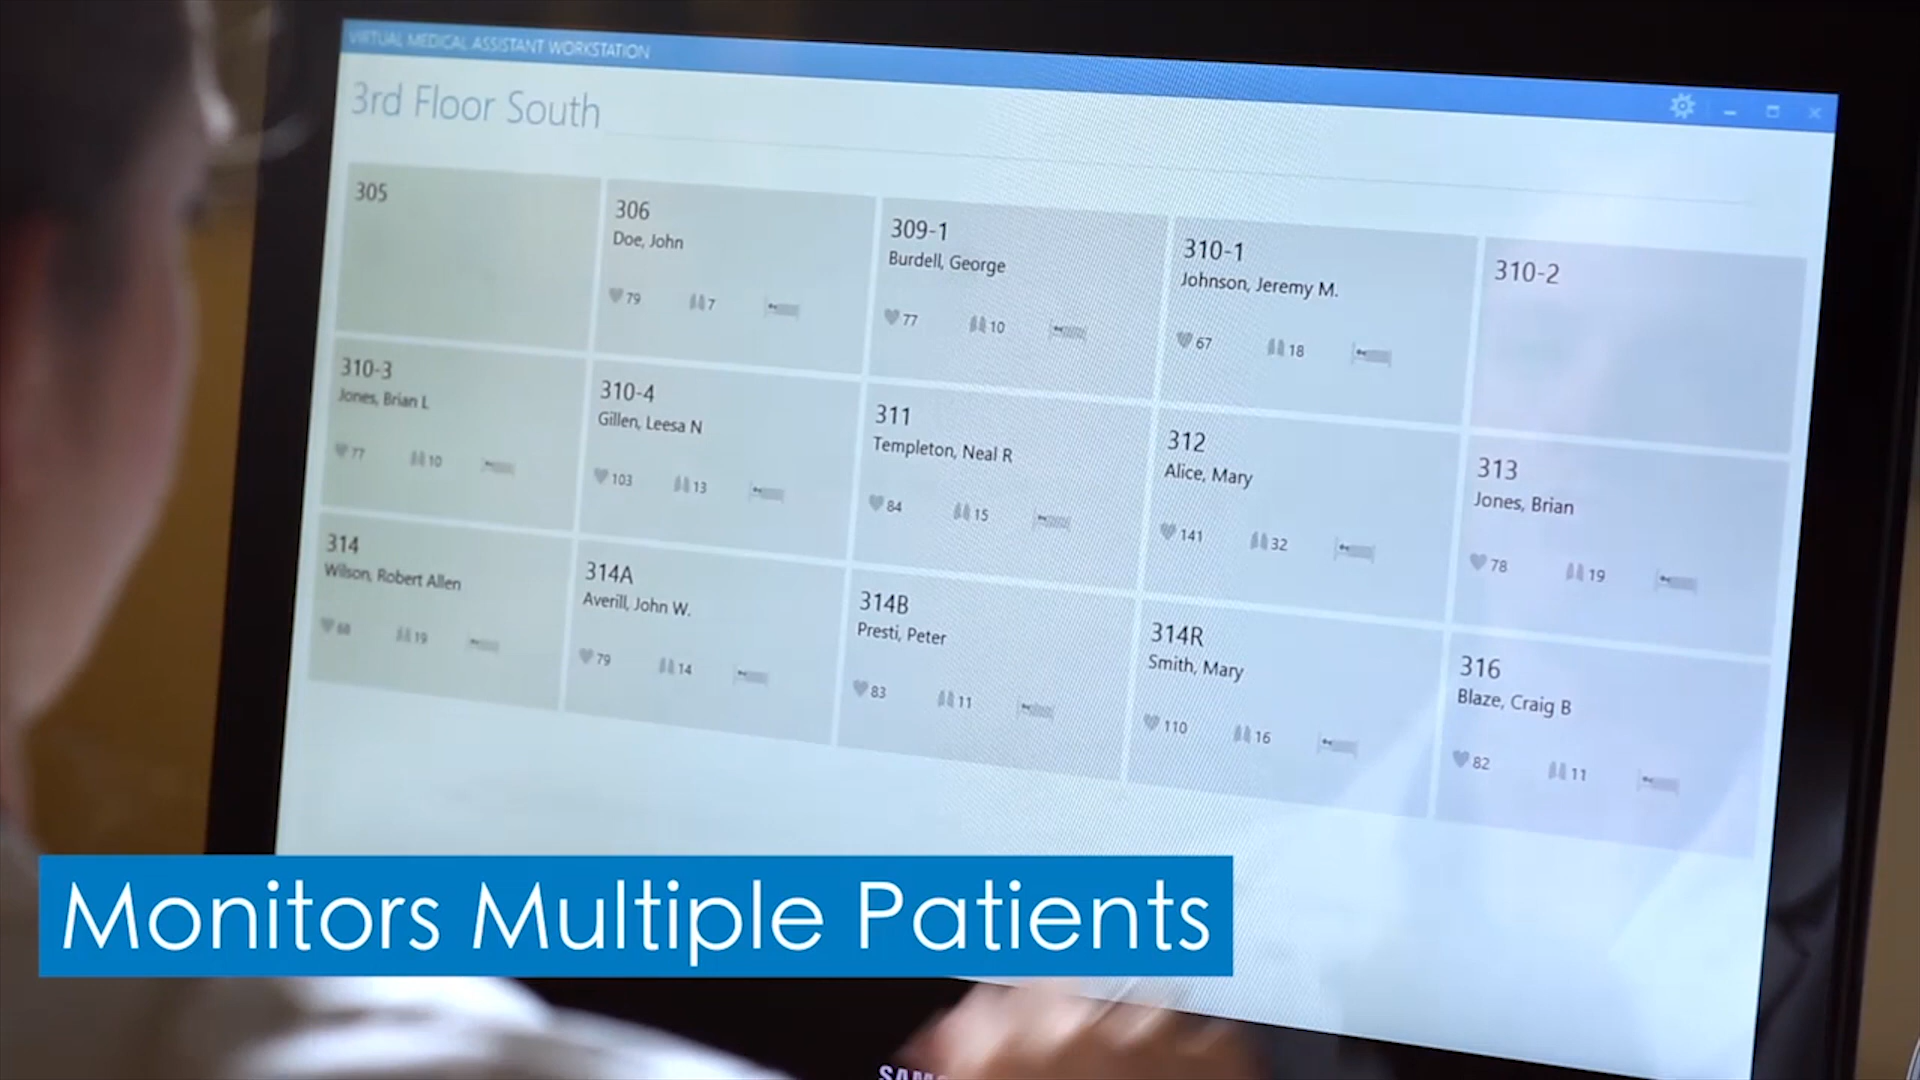 VIRTUAL MEDICAL ASSISTANT WORKSTATION
3rd Floor South
305
306
Doe, John
79 7
309-1
Burdell, George
77 10
310-1
Johnson, Jeremy M.
67 18
310-2
310-3
Jones, Brian L
77 10
310-4
Gillen, Leesa N
103 13
311
Templeton, Neal R
84 15
312
Alice, Mary
141 32
313
Jones, Brian
78 19
314
Wilson, Robert Allen
68 19
314A
Averill, John W.
79 14
314B
Presti, Peter
83 11
314R
Smith, Mary
110 16
316
Blaze, Craig B
82 11
Monitors Multiple Patients